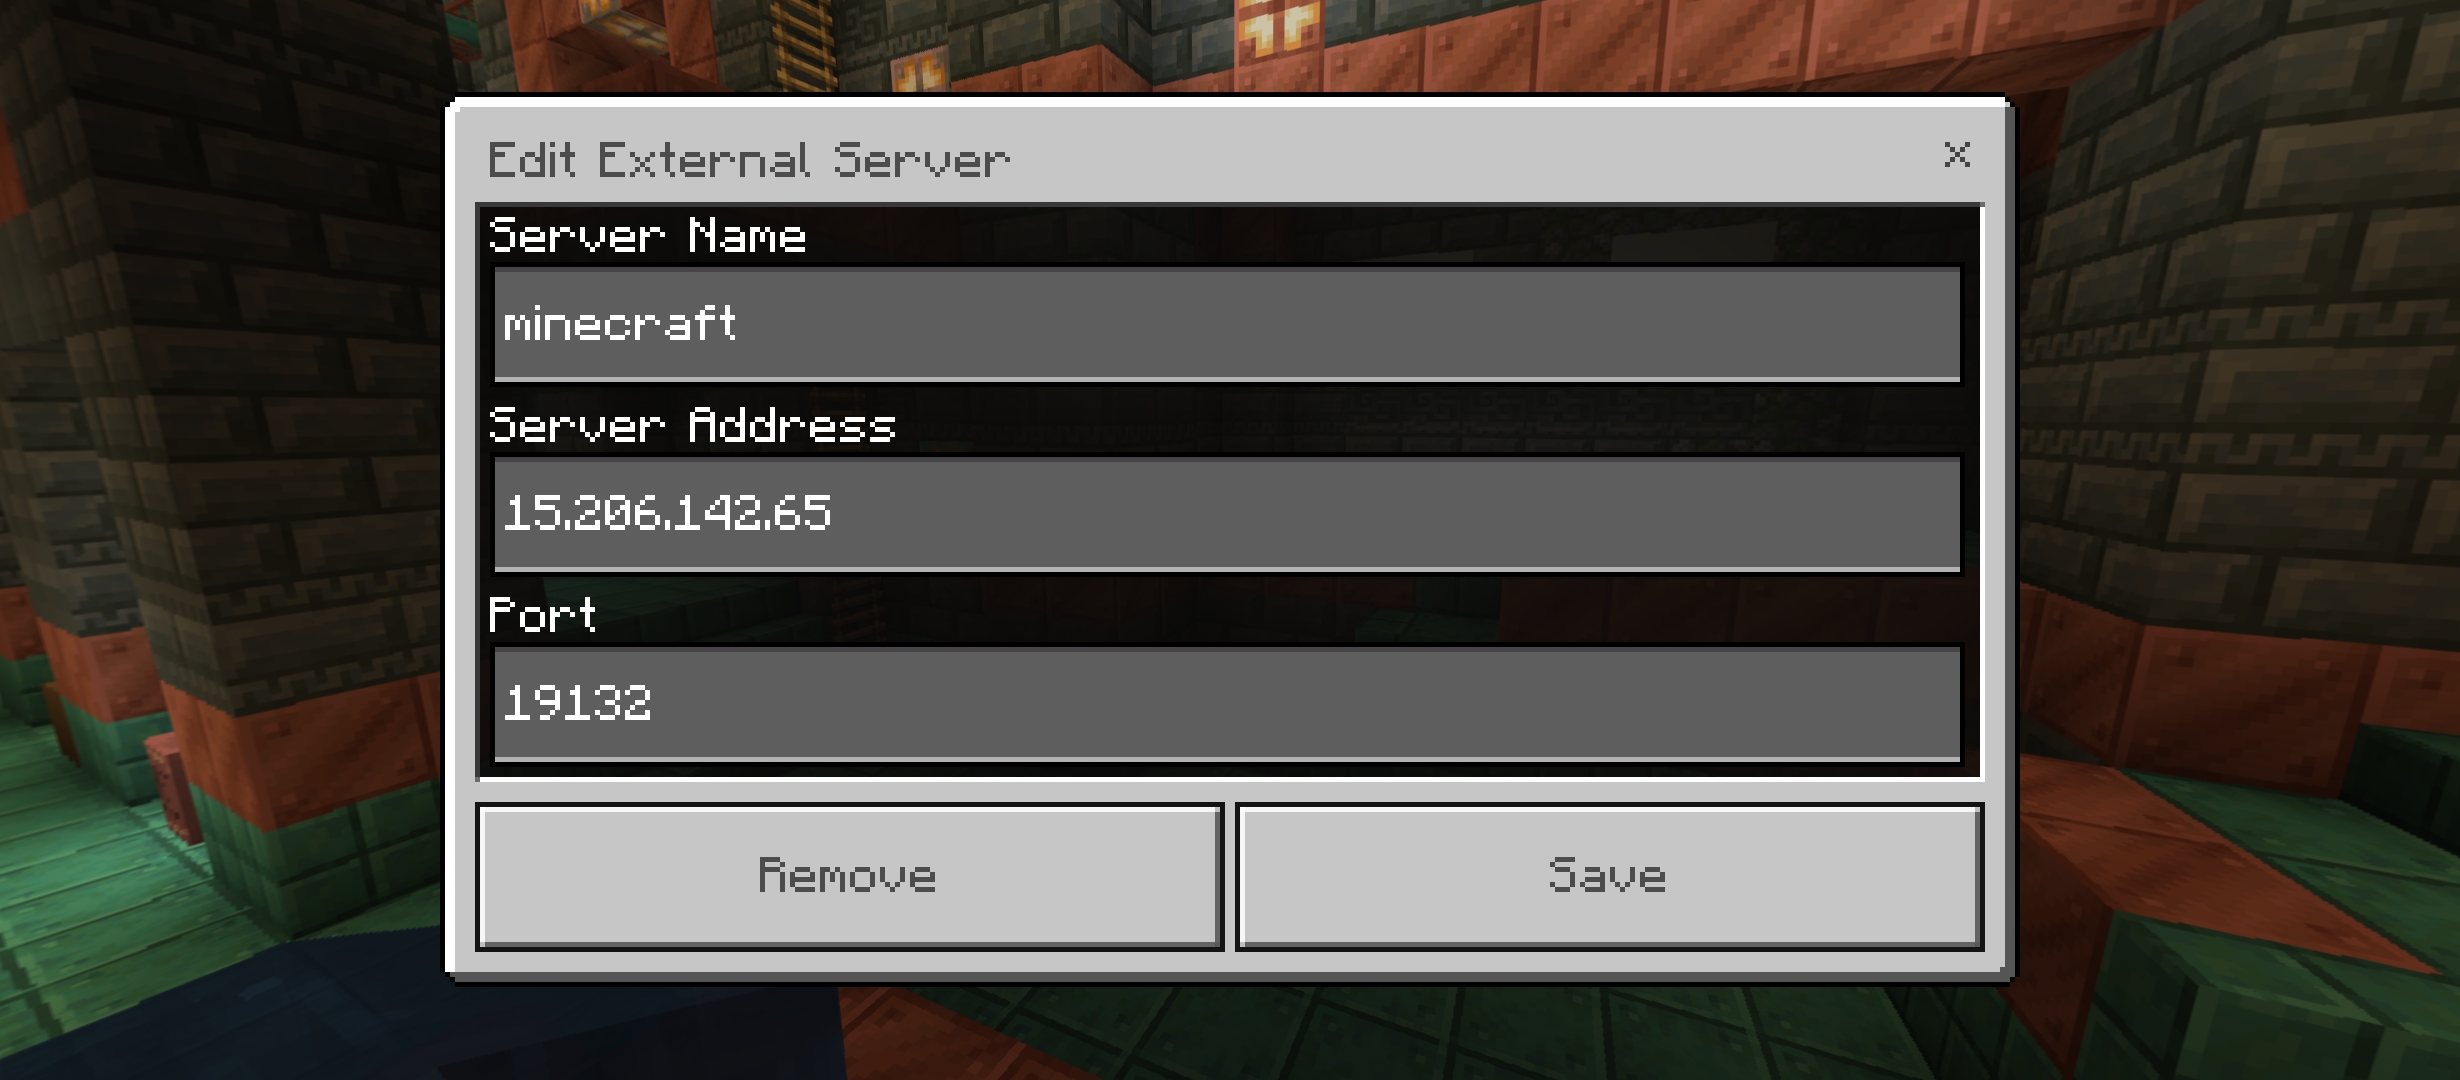 Edit External Server
Server Name
minecraft
Server Address
15.206.142.65
Port
19132
Remove
Save